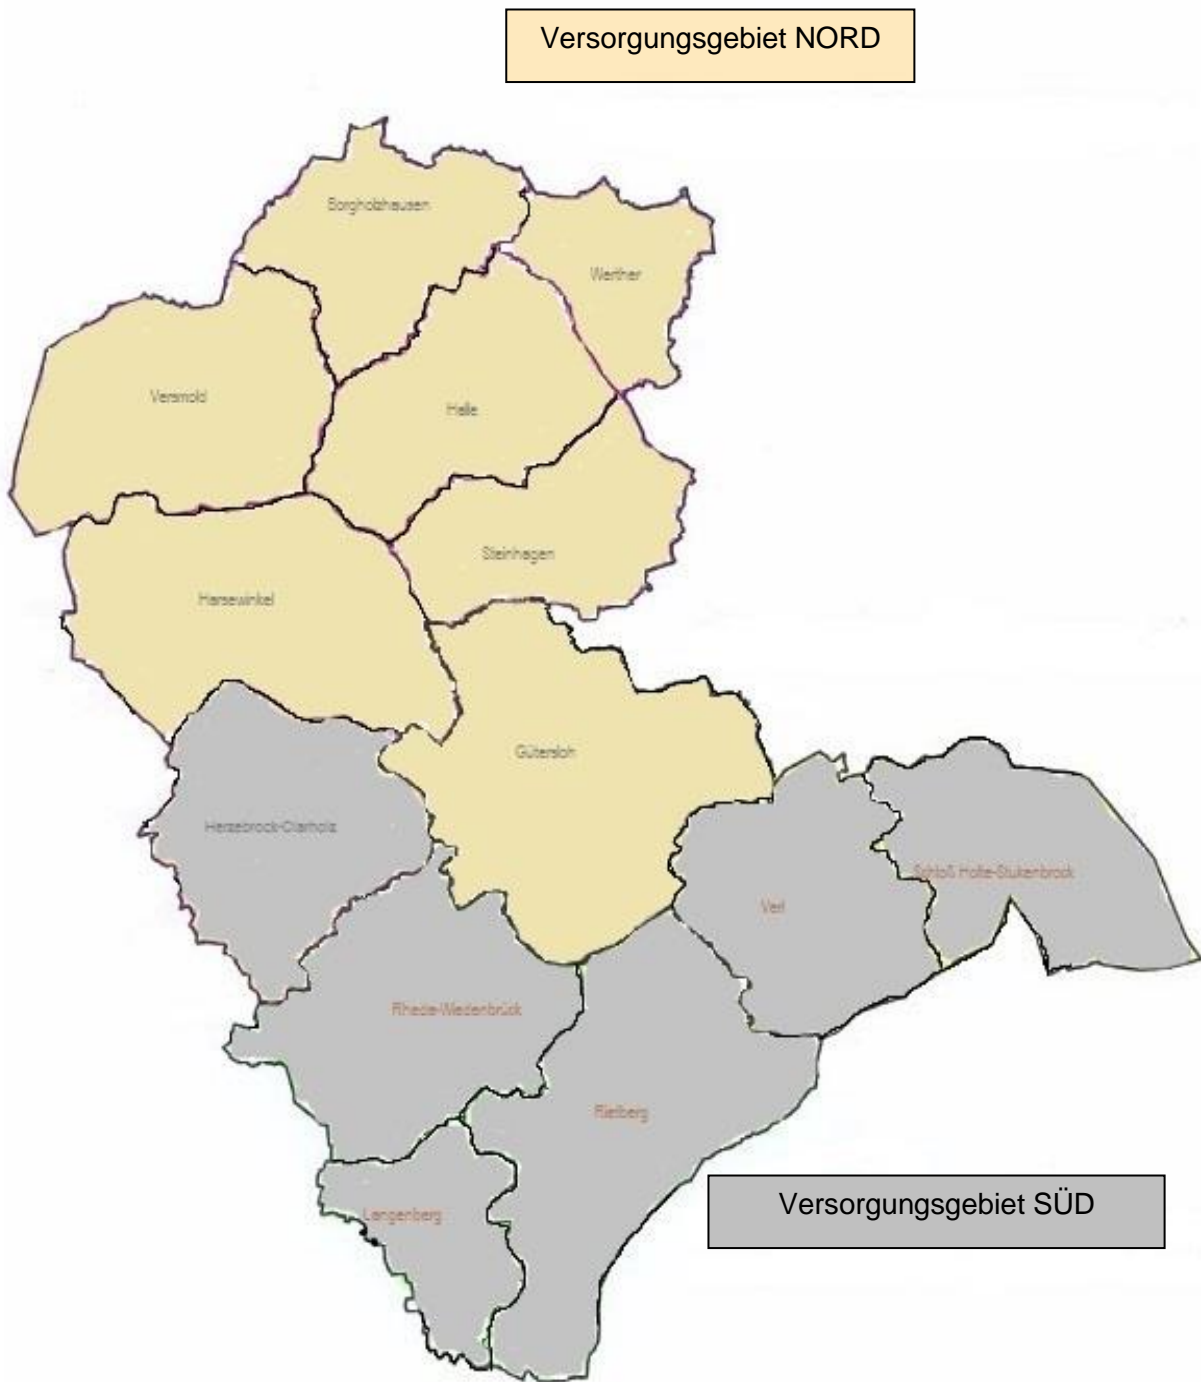 Versorgungsgebiet NORD
Borgholzhausen
Werther
Versmold
Halle
Steinhagen
Harsewinkel
Gütersloh
Herzebrock-Clarholz
Schloß Holte-Stukenbrock
Verl
Rheda-Wiedenbrück
Rietberg
Versorgungsgebiet SÜD
Langenberg